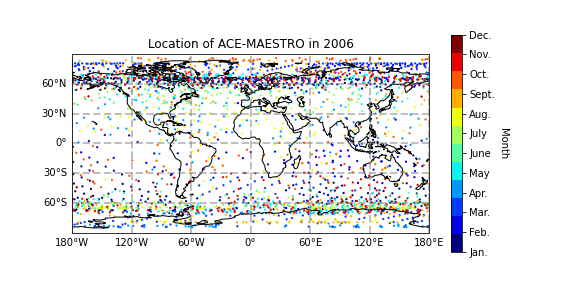 Location of ACE-MAESTRO in 2006
60°N
30°N
0°
30°S
60°S
180°W 120°W 60°W 0° 60°E 120°E 180°E
Dec.
Nov.
Oct.
Sept.
Aug.
July
June
May
Apr.
Mar.
Feb.
Jan.
Month